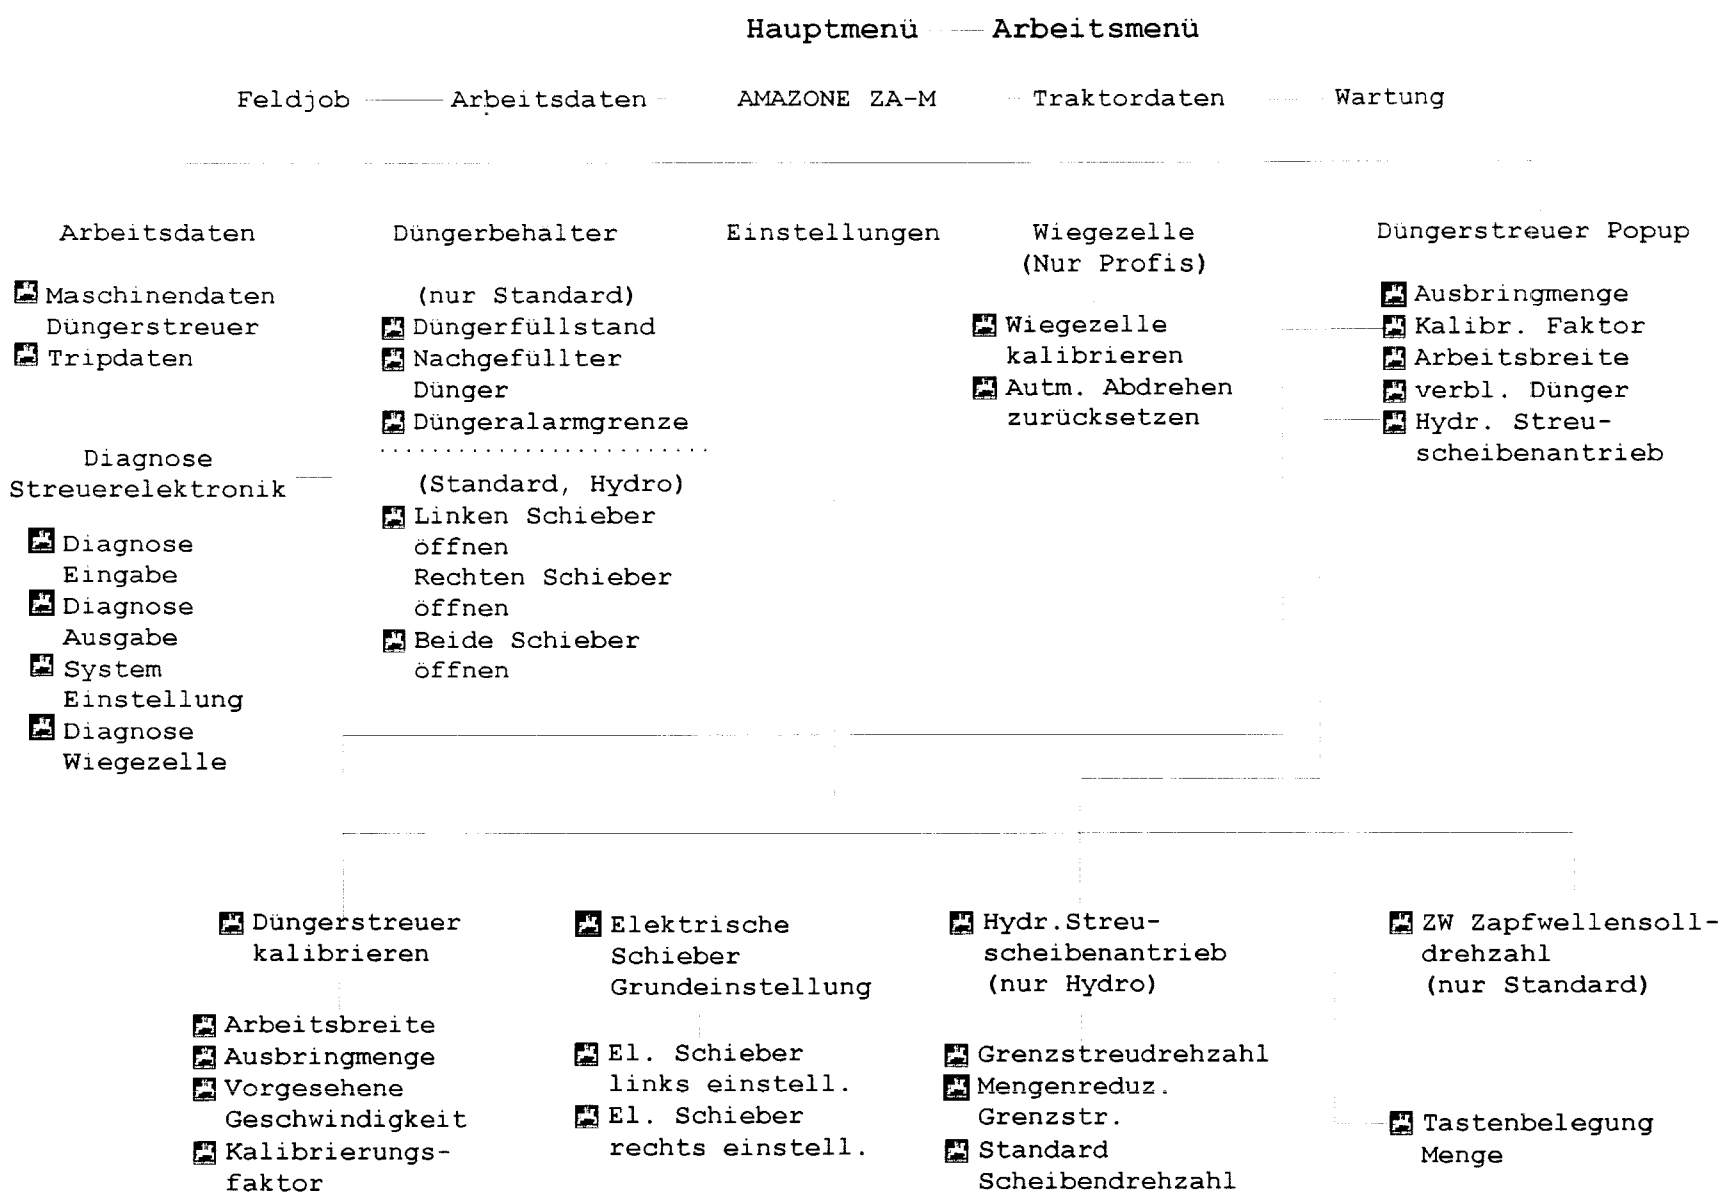 Hauptmenü Arbeitsmenü
Feldjob Arbeitsdaten AMAZONE ZA-M Traktordaten Wartung
Arbeitsdaten
Maschinendaten
Düngerstreuer
Tripdaten
Diagnose
Streuerelektronik
Diagnose
Eingabe
Diagnose
Ausgabe
System
Einstellung
Diagnose
Wiegezelle
Düngerbehälter
(nur Standard)
Düngerfüllstand
Nachgefüllter
Dünger
Düngeralarmgrenze
(Standard, Hydro)
Linken Schieber
öffnen
Rechten Schieber
öffnen
Beide Schieber
öffnen
Einstellungen
Wiegezelle
(Nur Profis)
Wiegezelle
kalibrieren
Autm. Abdrehen
zurücksetzen
Düngerstreuer Popup
Ausbringmenge
Kalibr. Faktor
Arbeitsbreite
verbl. Dünger
Hydr. Streu-
scheibenantrieb
Düngerstreuer
kalibrieren
Arbeitsbreite
Ausbringmenge
Vorgesehene
Geschwindigkeit
Kalibrierungs-
faktor
Elektrische
Schieber
Grundeinstellung
El. Schieber
links einstell.
El. Schieber
rechts einstell.
Hydr.Streu-
scheibenantrieb
(nur Hydro)
Grenzstreudrehzahl
Mengenreduz.
Grenzstr.
Standard
Scheibendrehzahl
ZW Zapfwellensoll-
drehzahl
(nur Standard)
Tastenbelegung
Menge